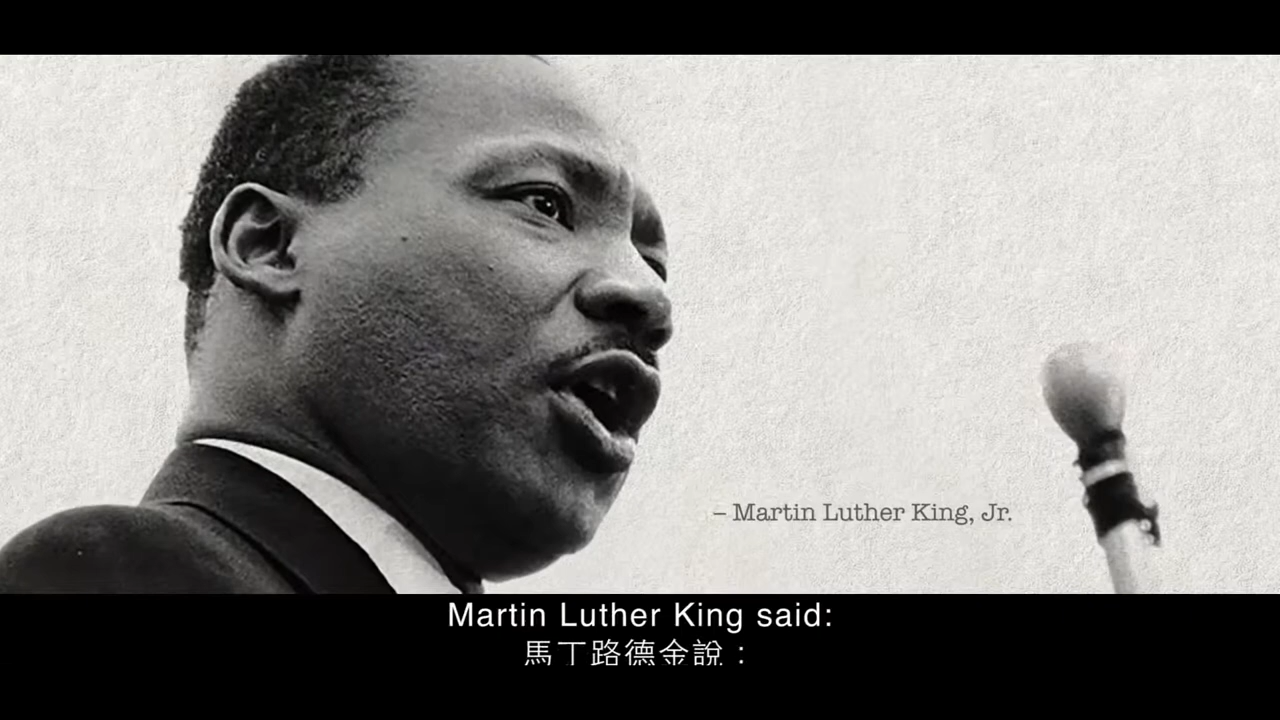 – Martin Luther King, Jr.
Martin Luther King said:
馬丁路德金說：